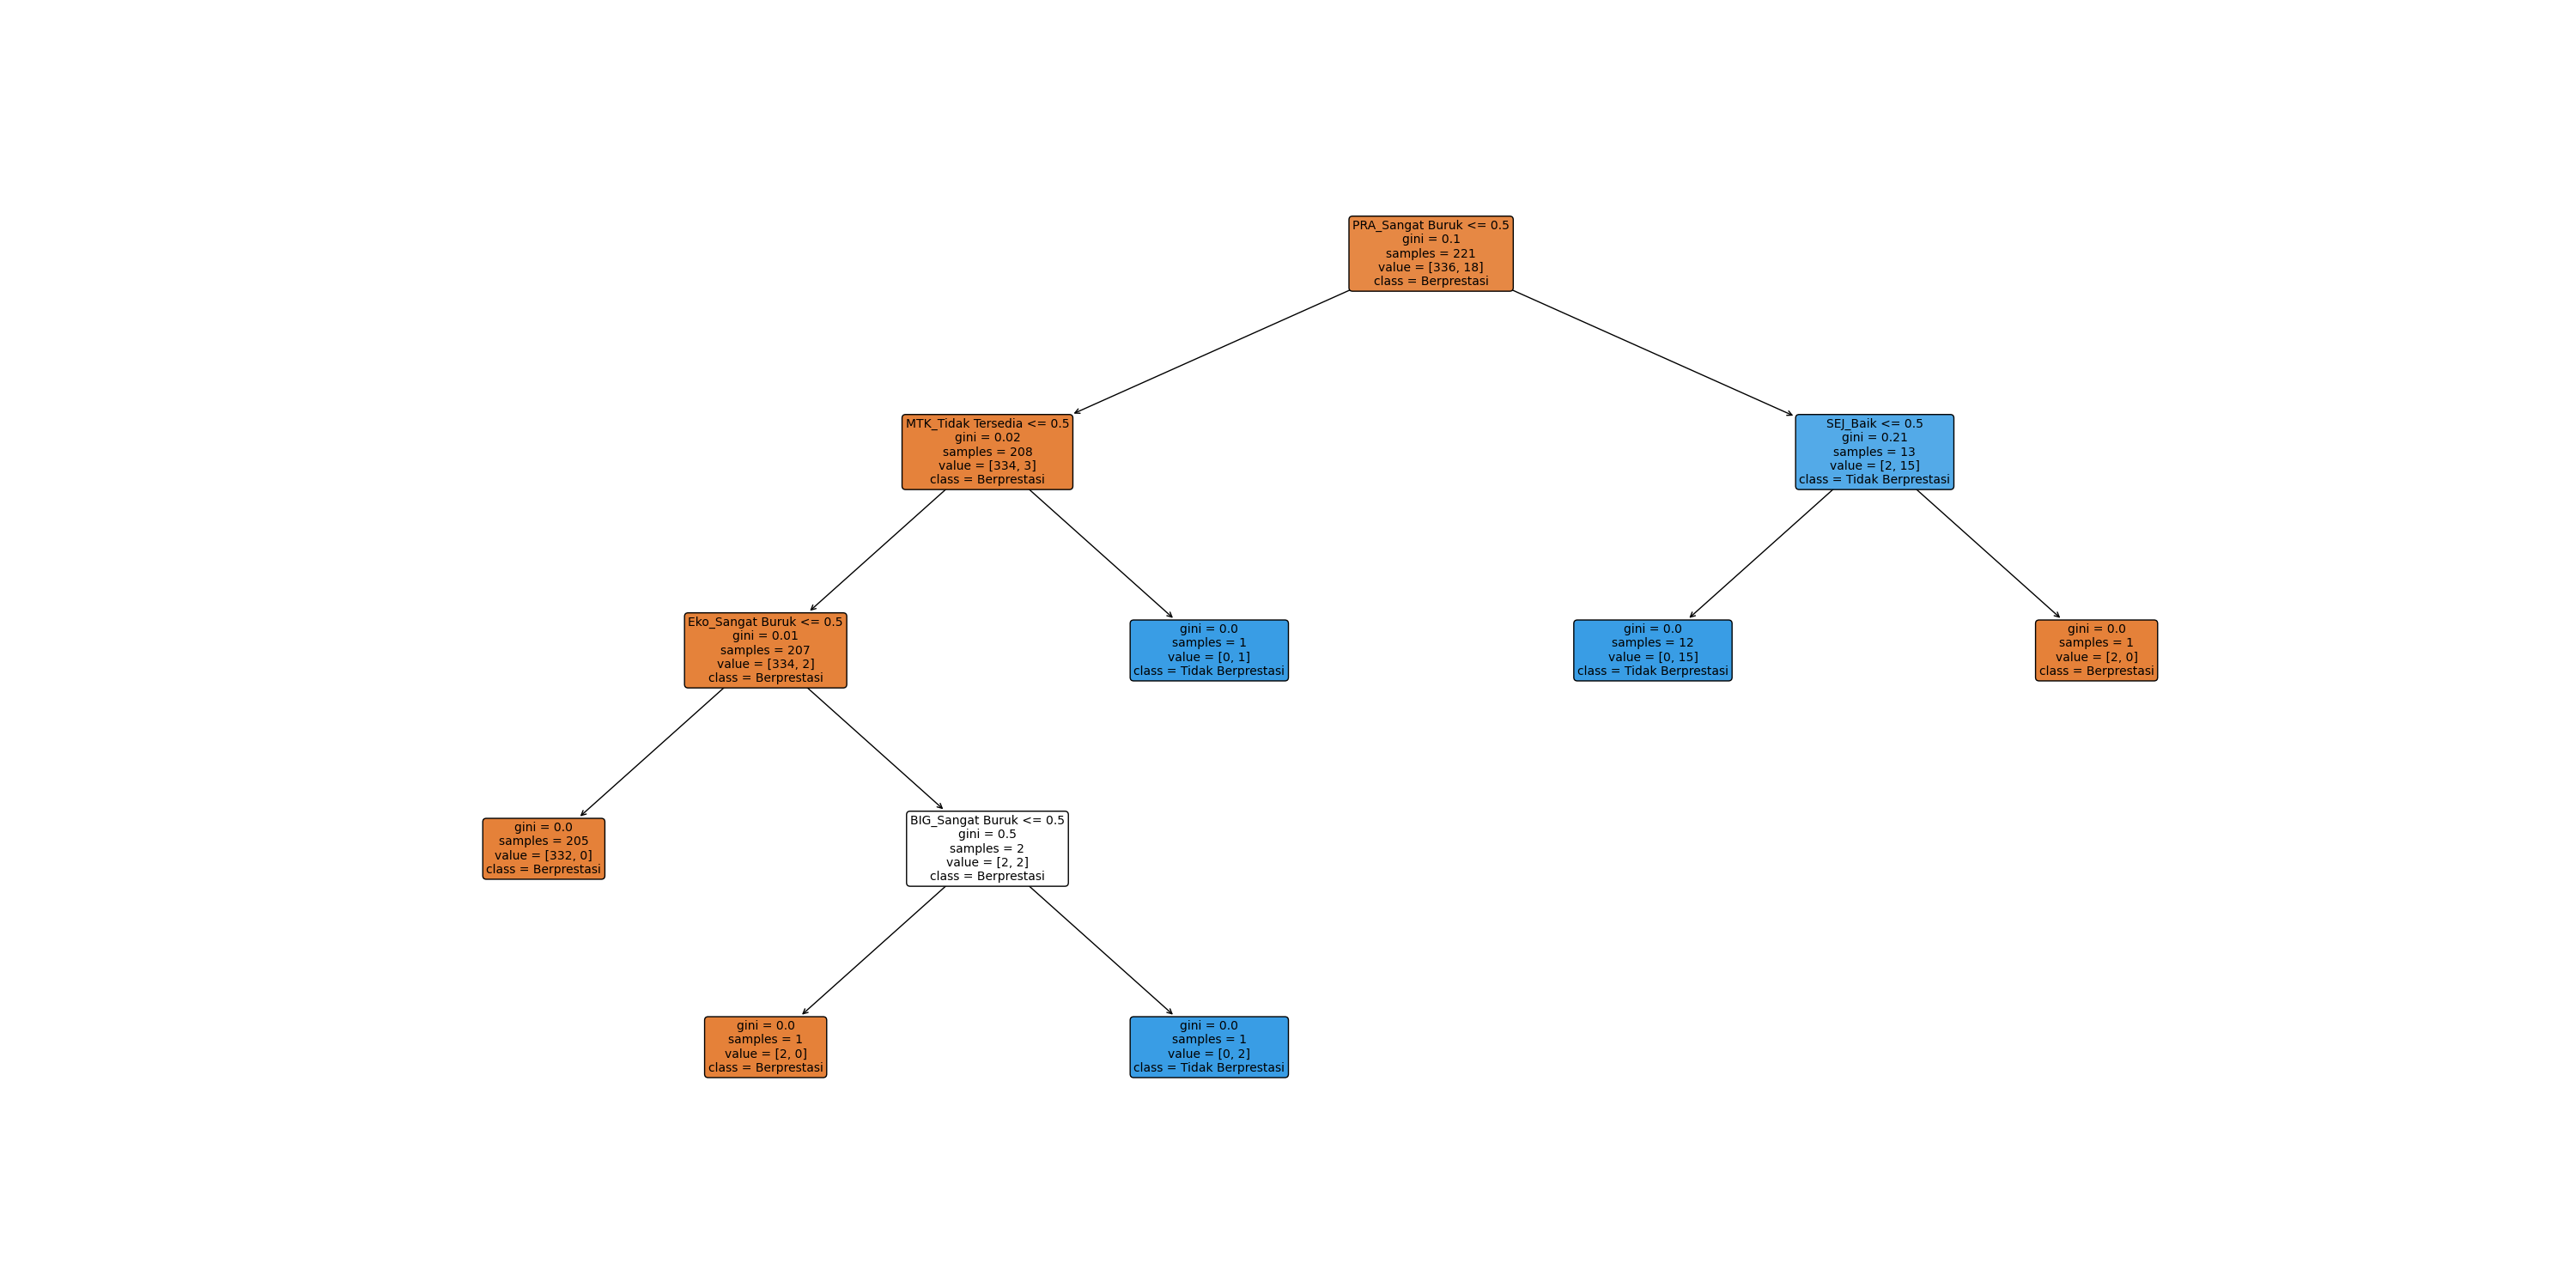 PRA_Sangat Buruk <= 0.5
gini = 0.1
samples = 221
value = [336, 18]
class = Berprestasi
MTK_Tidak Tersedia <= 0.5
gini = 0.02
samples = 208
value = [334, 3]
class = Berprestasi
SEJ_Baik <= 0.5
gini = 0.21
samples = 13
value = [2, 15]
class = Tidak Berprestasi
Eko_Sangat Buruk <= 0.5
gini = 0.01
samples = 207
value = [334, 2]
class = Berprestasi
gini = 0.0
samples = 1
value = [0, 1]
class = Tidak Berprestasi
gini = 0.0
samples = 12
value = [0, 15]
class = Tidak Berprestasi
gini = 0.0
samples = 1
value = [2, 0]
class = Berprestasi
gini = 0.0
samples = 205
value = [332, 0]
class = Berprestasi
BIG_Sangat Buruk <= 0.5
gini = 0.5
samples = 2
value = [2, 2]
class = Berprestasi
gini = 0.0
samples = 1
value = [2, 0]
class = Berprestasi
gini = 0.0
samples = 1
value = [0, 2]
class = Tidak Berprestasi